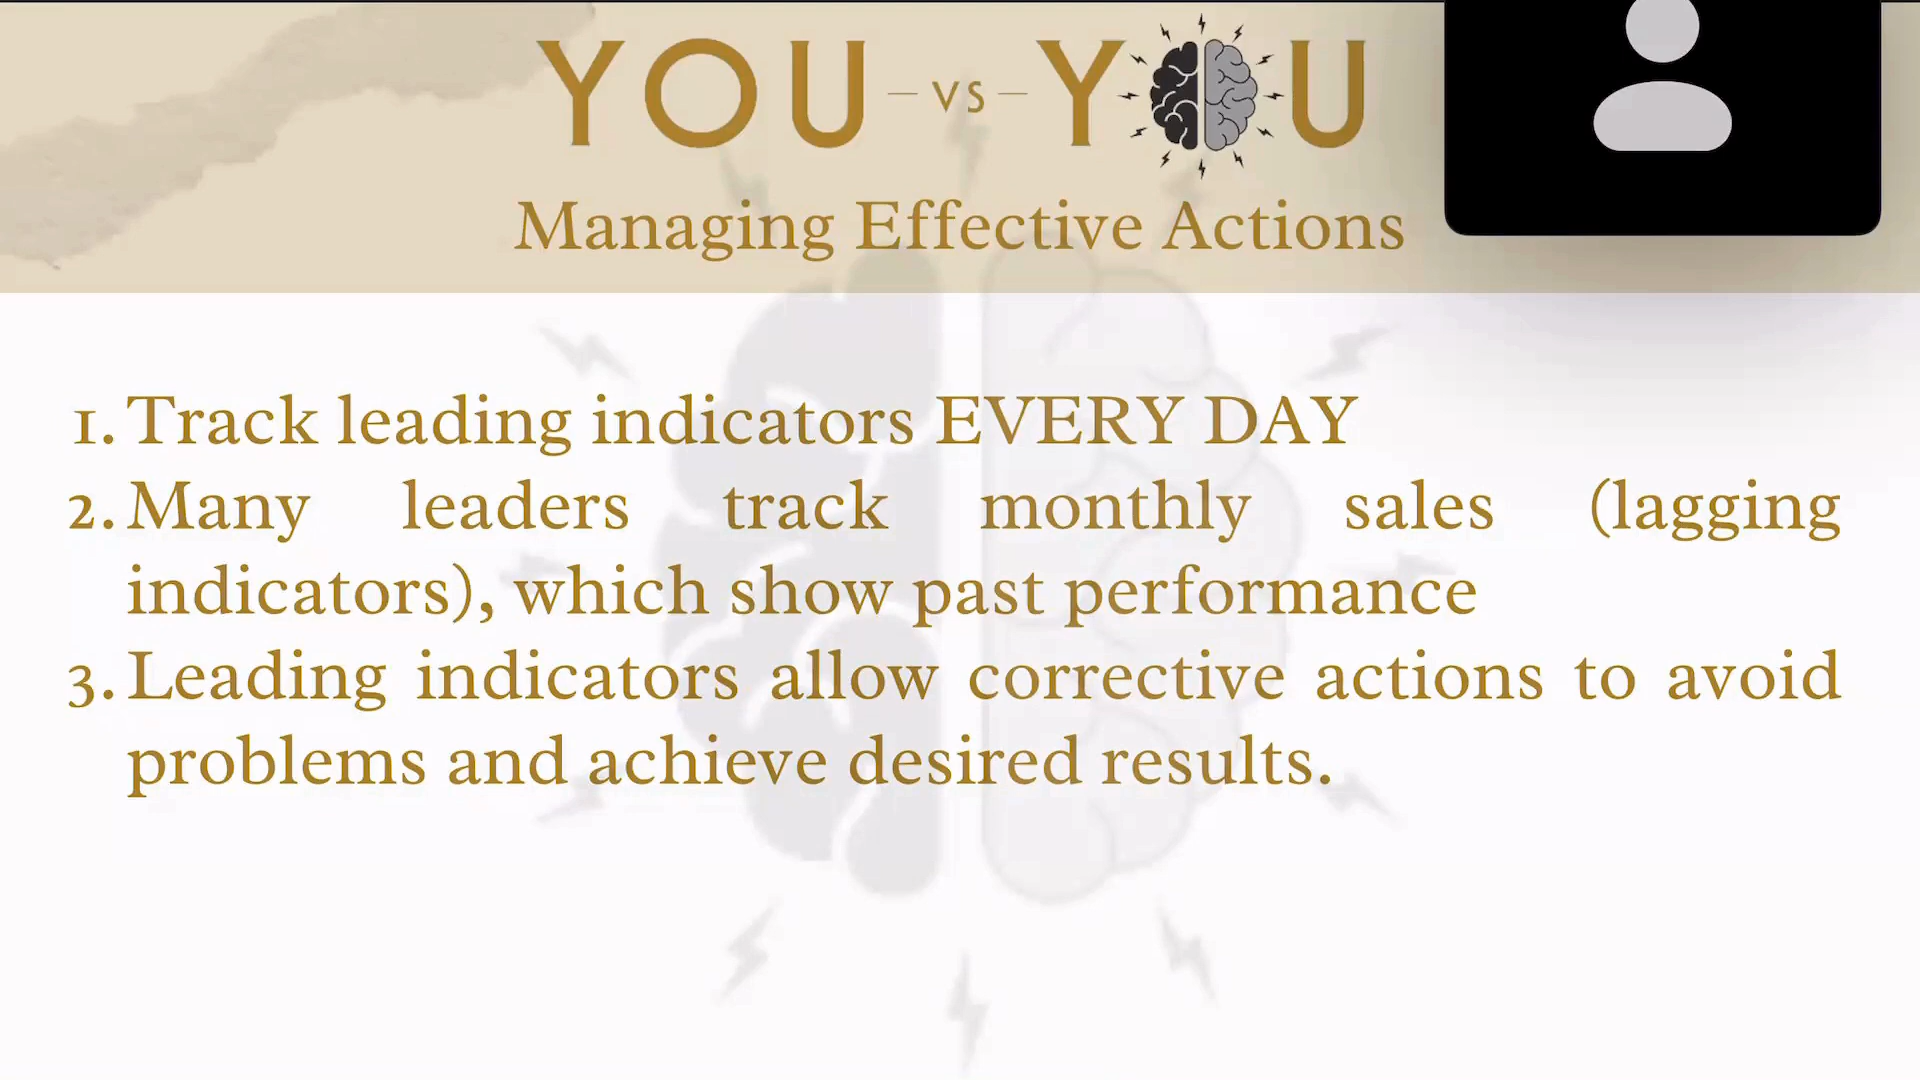 YOU vs YOU
Managing Effective Actions
1. Track leading indicators EVERY DAY
2. Many leaders track monthly sales (lagging
indicators), which show past performance
3. Leading indicators allow corrective actions to avoid
problems and achieve desired results.